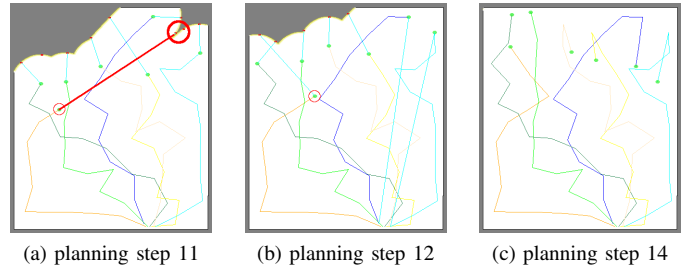 (a) planning step 11
(b) planning step 12
(c) planning step 14